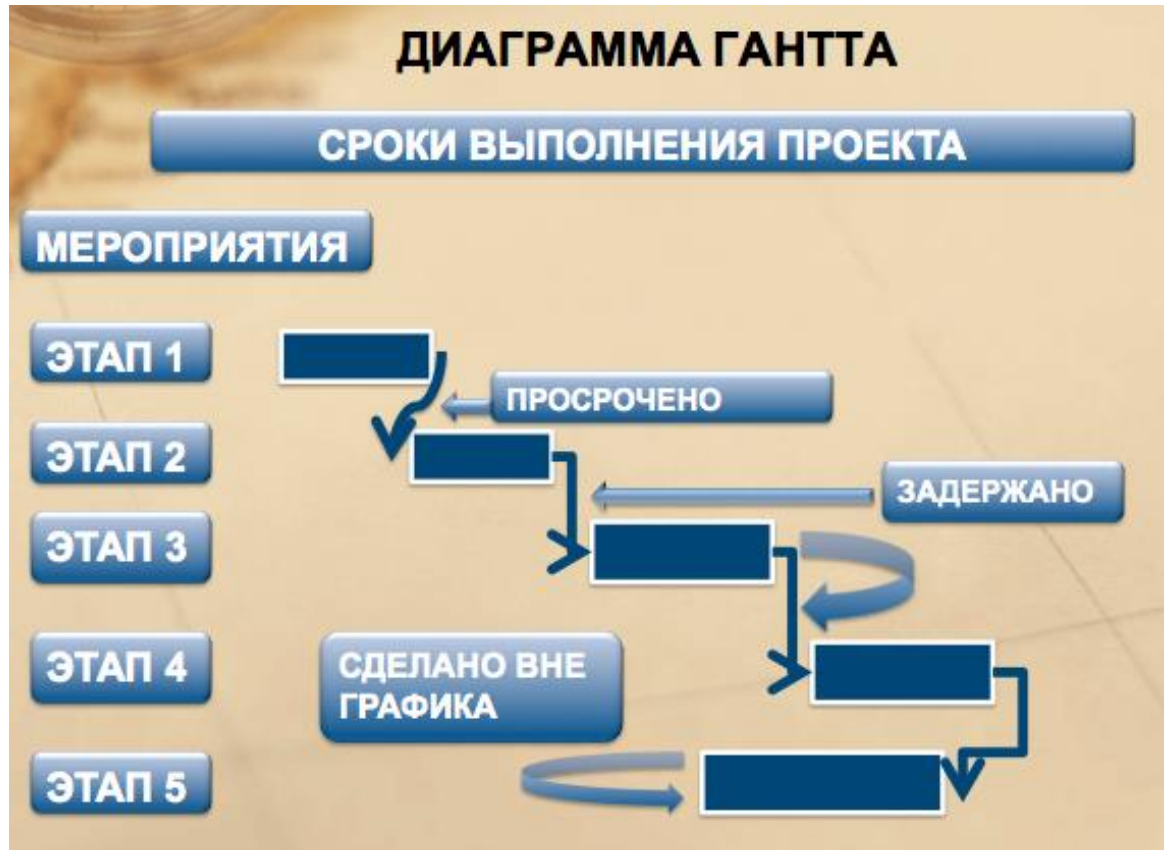 ДИАГРАММА ГАНТТА
СРОКИ ВЫПОЛНЕНИЯ ПРОЕКТА
МЕРОПРИЯТИЯ
ЭТАП 1
ПРОСРОЧЕНО
ЭТАП 2
ЗАДЕРЖАНО
ЭТАП 3
ЭТАП 4
СДЕЛАНО ВНЕ
ГРАФИКА
ЭТАП 5